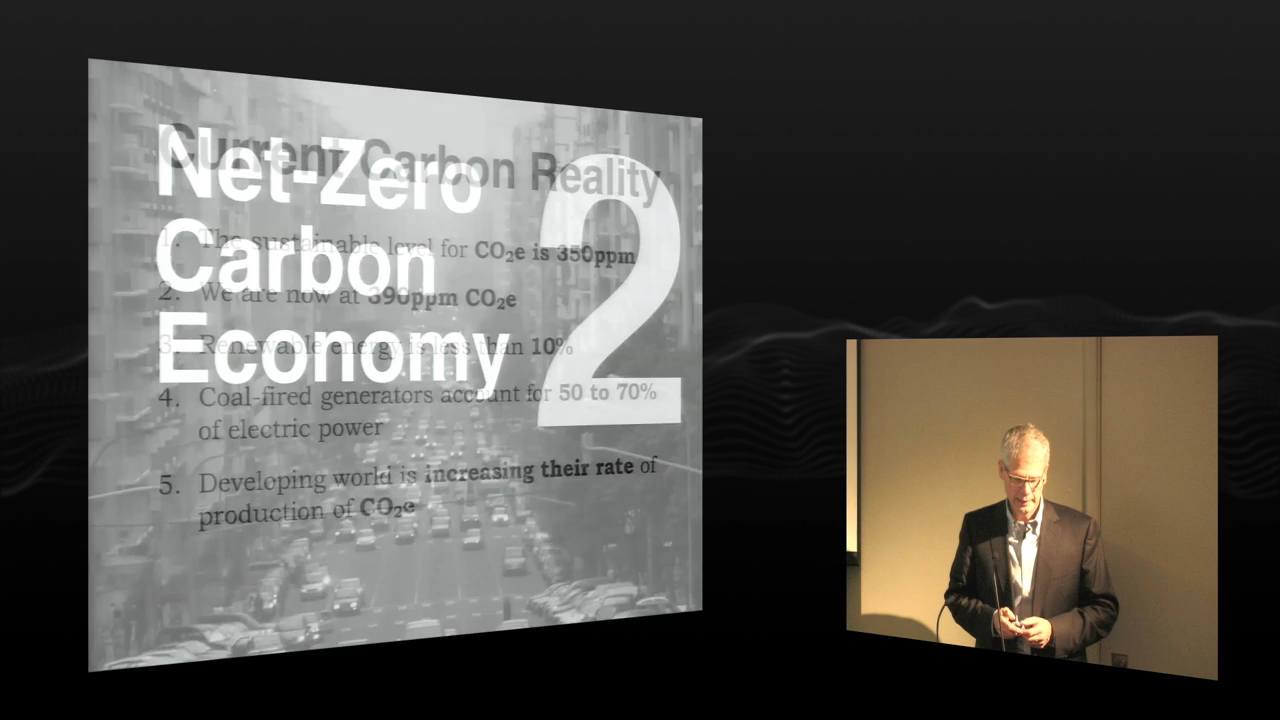 Net-Zero
Carbon
Economy
2
Current Carbon Reality
1. The sustainable level for CO₂e is 350ppm
2. We are now at 390ppm CO₂e
3. Renewable energy is less than 10%
4. Coal-fired generators account for 50 to 70%
of electric power
5. Developing world is increasing their rate of
production of CO₂e